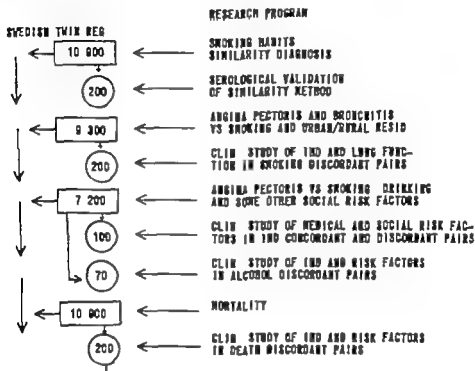 RESEARCH PROGRAM
SWEDISH TWIN REG
10 900
SMOKING HABITS
SIMILARITY DIAGNOSIS
200
SEROLOGICAL VALIDATION
OF SIMILARITY METHOD
9 300
ANGINA PECTORIS AND BRONCHITIS
VS SMOKING AND URBAN/RURAL RESID
200
CLIN STUDY OF IHD AND LUNG FUNC-
TION IN SMOKING DISCORDANT PAIRS
7 200
ANGINA PECTORIS VS SMOKING DRINKING
AND SOME OTHER SOCIAL RISK FACTORS
100
CLIN STUDY OF MEDICAL AND SOCIAL RISK FAC-
TORS IN IHD CONCORDANT AND DISCORDANT PAIRS
70
CLIN STUDY OF IHD AND RISK FACTORS
IN ALCOHOL DISCORDANT PAIRS
10 900
MORTALITY
200
CLIN STUDY OF IHD AND RISK FACTORS
IN DEATH DISCORDANT PAIRS